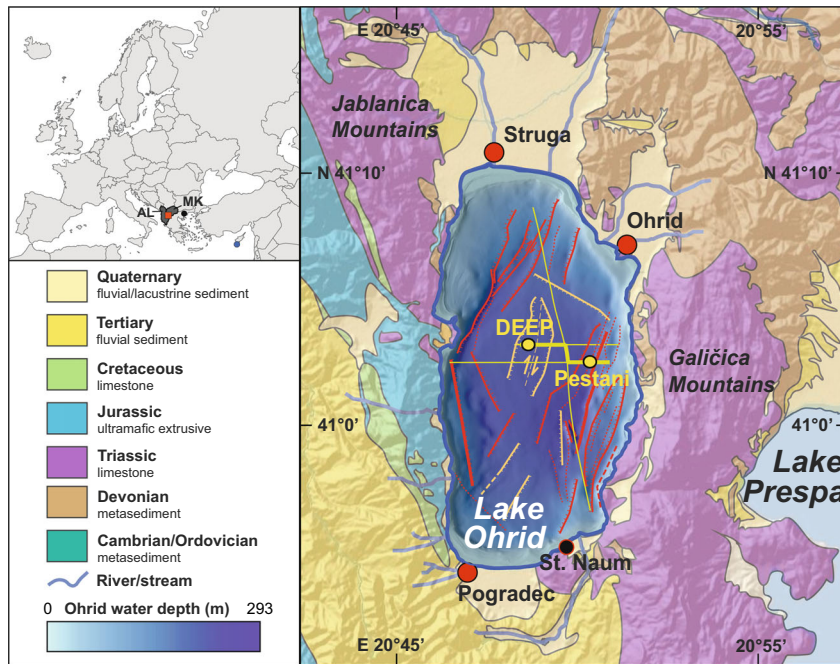 AL
MK
Quaternary
fluvial/lacustrine sediment
Tertiary
fluvial sediment
Cretaceous
limestone
Jurassic
ultramafic extrusive
Triassic
limestone
Devonian
metasediment
Cambrian/Ordovician
metasediment
River/stream
0 Ohrid water depth (m) 293
E 20°45'
20°55'
Jablanica
Mountains
Struga
N 41°10'
N 41°10'
Ohrid
DEEP
Pestani
Galičica
Mountains
41°0'
41°0'
Lake
Prespa
Lake
Ohrid
St. Naum
Pogradec
E 20°45'
20°55'